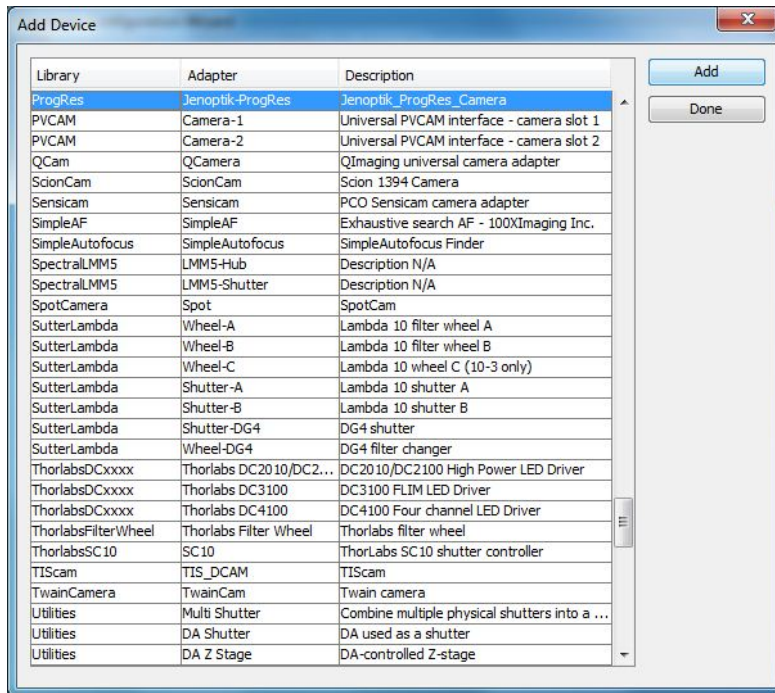 Add Device
Library Adapter Description
ProgRes Jenoptik-ProgRes Jenoptik_ProgRes_Camera
PVCAM Camera-1 Universal PVCAM interface - camera slot 1
PVCAM Camera-2 Universal PVCAM interface - camera slot 2
QCam QCamera QImaging universal camera adapter
ScionCam ScionCam Scion 1394 Camera
Sensicam Sensicam PCO Sensicam camera adapter
SimpleAF SimpleAF Exhaustive search AF - 100XImaging Inc.
SimpleAutofocus SimpleAutofocus SimpleAutofocus Finder
SpectralLMM5 LMM5-Hub Description N/A
SpectralLMM5 LMM5-Shutter Description N/A
SpotCamera Spot SpotCam
SutterLambda Wheel-A Lambda 10 filter wheel A
SutterLambda Wheel-B Lambda 10 filter wheel B
SutterLambda Wheel-C Lambda 10 wheel C (10-3 only)
SutterLambda Shutter-A Lambda 10 shutter A
SutterLambda Shutter-B Lambda 10 shutter B
SutterLambda Shutter-DG4 DG4 shutter
SutterLambda Wheel-DG4 DG4 filter changer
ThorlabsDCxxxx Thorlabs DC2010/DC2... DC2010/DC2100 High Power LED Driver
ThorlabsDCxxxx Thorlabs DC3100 DC3100 FLIM LED Driver
ThorlabsDCxxxx Thorlabs DC4100 DC4100 Four channel LED Driver
ThorlabsFilterWheel Thorlabs Filter Wheel Thorlabs filter wheel
ThorlabsSC10 SC10 ThorLabs SC10 shutter controller
TIScam TIS_DCAM TIScam
TwainCamera TwainCam Twain camera
Utilities Multi Shutter Combine multiple physical shutters into a ...
Utilities DA Shutter DA used as a shutter
Utilities DA Z Stage DA-controlled Z-stage
Add
Done